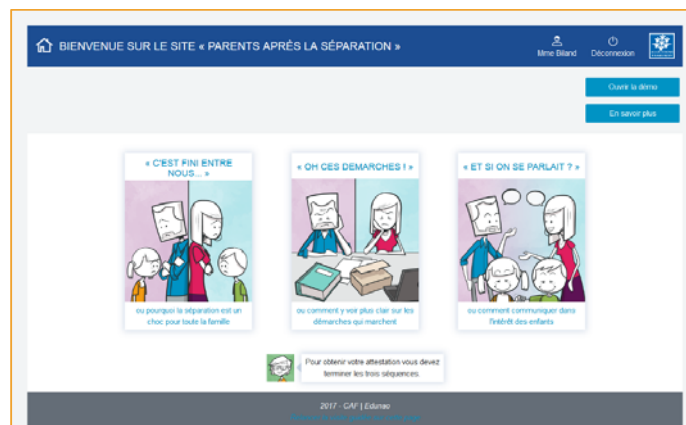 BIENVENUE SUR LE SITE « PARENTS APRÈS LA SÉPARATION »
Mme Biland
Déconnexion
Ouvrir la démo
En savoir plus
« C'EST FINI ENTRE
NOUS... »
ou pourquoi la séparation est un
choc pour toute la famille
« OH CES DEMARCHES ! »
ou comment y voir plus clair sur les
démarches qui marchent
« ET SI ON SE PARLAIT ? »
ou comment communiquer dans
l'intérêt des enfants
Pour obtenir votre attestation vous devez
terminer les trois séquences.
2017 - CAF | Edunao